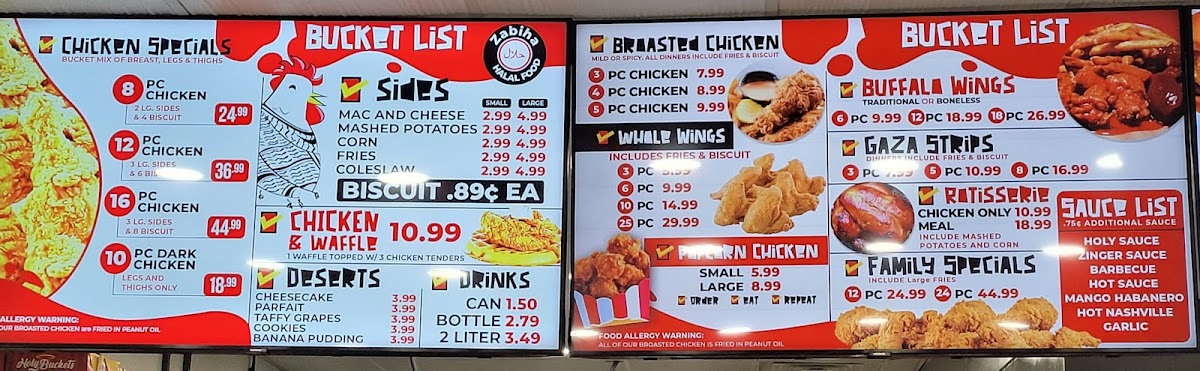 CHICKEN SPECIALS
BUCKET MIX OF BREAST, LEGS & THIGHS
8 PC CHICKEN
2 LG. SIDES
& 4 BISCUIT
24.99
12 PC CHICKEN
3 LG. SIDES
& 6
36.99
16 PC CHICKEN
3 LG. SIDES
& 8 BISCUIT
44.99
10 PC DARK CHICKEN
LEGS AND
THIGHS ONLY
18.99
ALLERGY WARNING:
OUR BROASTED CHICKEN are FRIED IN PEANUT OIL
Holy Buckets
BUCKET LIST
Zabiha
حلال
HALAL FOOD
SIDES
SMALL LARGE
MAC AND CHEESE 2.99 4.99
MASHED POTATOES 2.99 4.99
CORN 2.99 4.99
FRIES 2.99 4.99
COLESLAW 2.99 4.99
BISCUIT .89¢ EA
CHICKEN
& WAFFLE
10.99
1 WAFFLE TOPPED W/ 3 CHICKEN TENDERS
DESERTS
CHEESECAKE 3.99
PARFAIT 3.99
TAFFY GRAPES 3.99
COOKIES 3.99
BANANA PUDDING 3.99
DRINKS
CAN 1.50
BOTTLE 2.79
2 LITER 3.49
BROASTED CHICKEN
MILD OR SPICY. ALL DINNERS INCLUDE FRIES & BISCUIT
3 PC CHICKEN 7.99
4 PC CHICKEN 8.99
5 PC CHICKEN 9.99
WHOLE WINGS
INCLUDES FRIES & BISCUIT
3 PC
6 PC 9.99
10 PC 14.99
25 PC 29.99
POPCORN CHICKEN
SMALL 5.99
LARGE 8.99
ORDER EAT REPEAT
FOOD ALLERGY WARNING:
ALL OF OUR BROASTED CHICKEN IS FRIED IN PEANUT OIL
BUCKET LIST
BUFFALO WINGS
TRADITIONAL OR BONELESS
6 PC 9.99 12 PC 18.99 18 PC 26.99
GAZA STRIPS
DINNERS INCLUDE FRIES & BISCUIT
3 PC 7.99 5 PC 10.99 8 PC 16.99
ROTISSERIE
CHICKEN ONLY 10.99
MEAL 18.99
INCLUDE MASHED
POTATOES AND CORN
FAMILY SPECIALS
INCLUDE Large FRIES
12 PC 24.99 24 PC 44.99
SAUCE LIST
.75¢ ADDITIONAL SAUCE
HOLY SAUCE
ZINGER SAUCE
BARBECUE
HOT SAUCE
MANGO HABANERO
HOT NASHVILLE
GARLIC